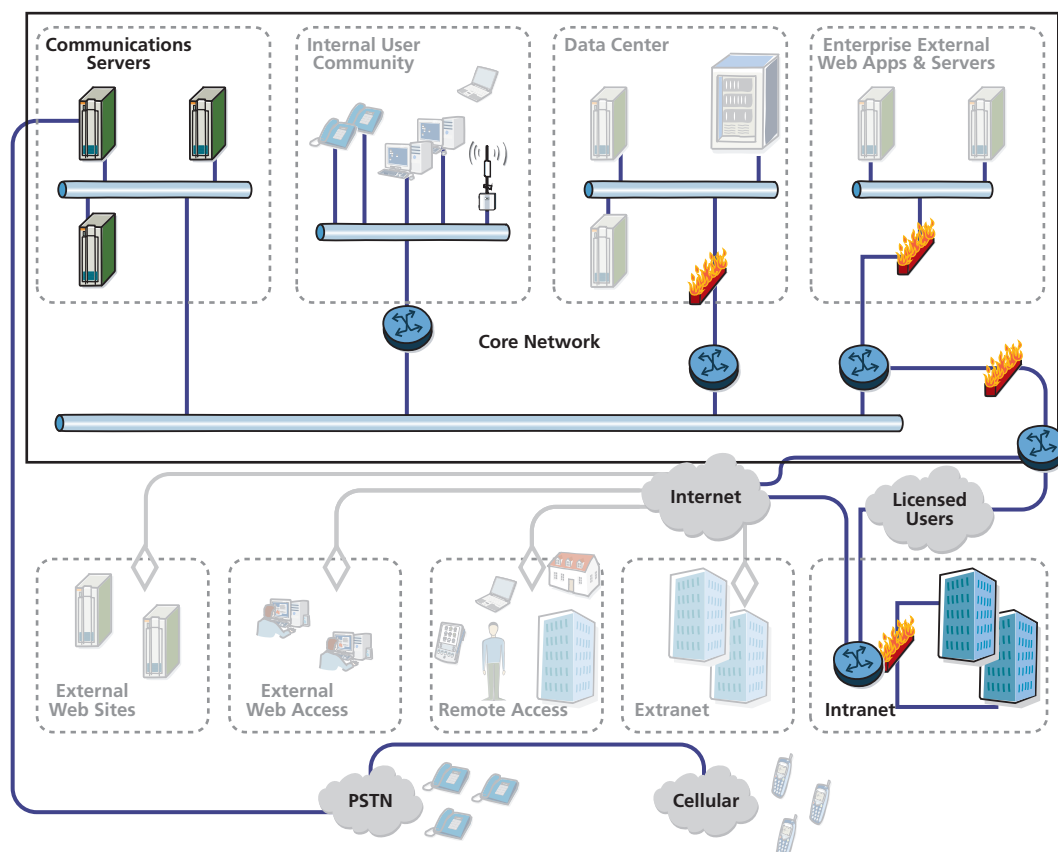 Communications
Servers
Internal User
Community
Data Center
Enterprise External
Web Apps & Servers
Core Network
Internet
Licensed
Users
External
Web Sites
External
Web Access
Remote Access
Extranet
Intranet
PSTN
Cellular